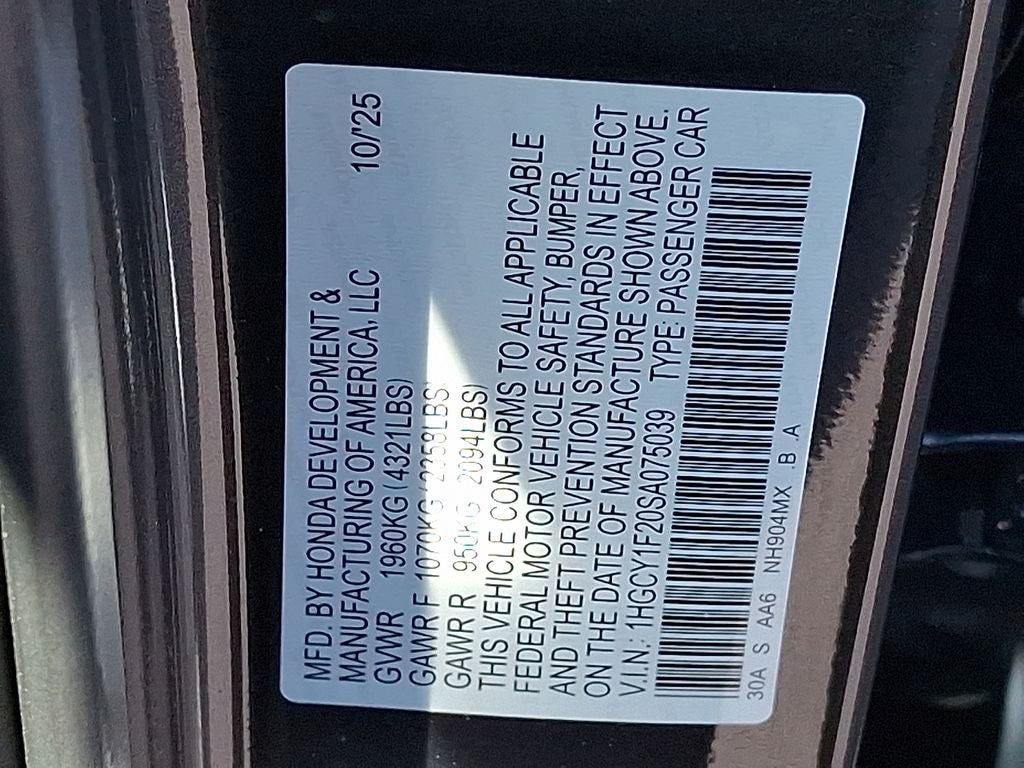 MFD. BY HONDA DEVELOPMENT &
MANUFACTURING OF AMERICA, LLC 10/'25
GVWR 1960KG (4321LBS)
GAWR F 1070KG 2358LBS)
GAWR R 950KG 2094LBS)
THIS VEHICLE CONFORMS TO ALL APPLICABLE
FEDERAL MOTOR VEHICLE SAFETY, BUMPER,
AND THEFT PREVENTION STANDARDS IN EFFECT
ON THE DATE OF MANUFACTURE SHOWN ABOVE.
V.I.N.: 1HGCY1F20SA075039 TYPE: PASSENGER CAR
30A S AA6 NH904MX B A